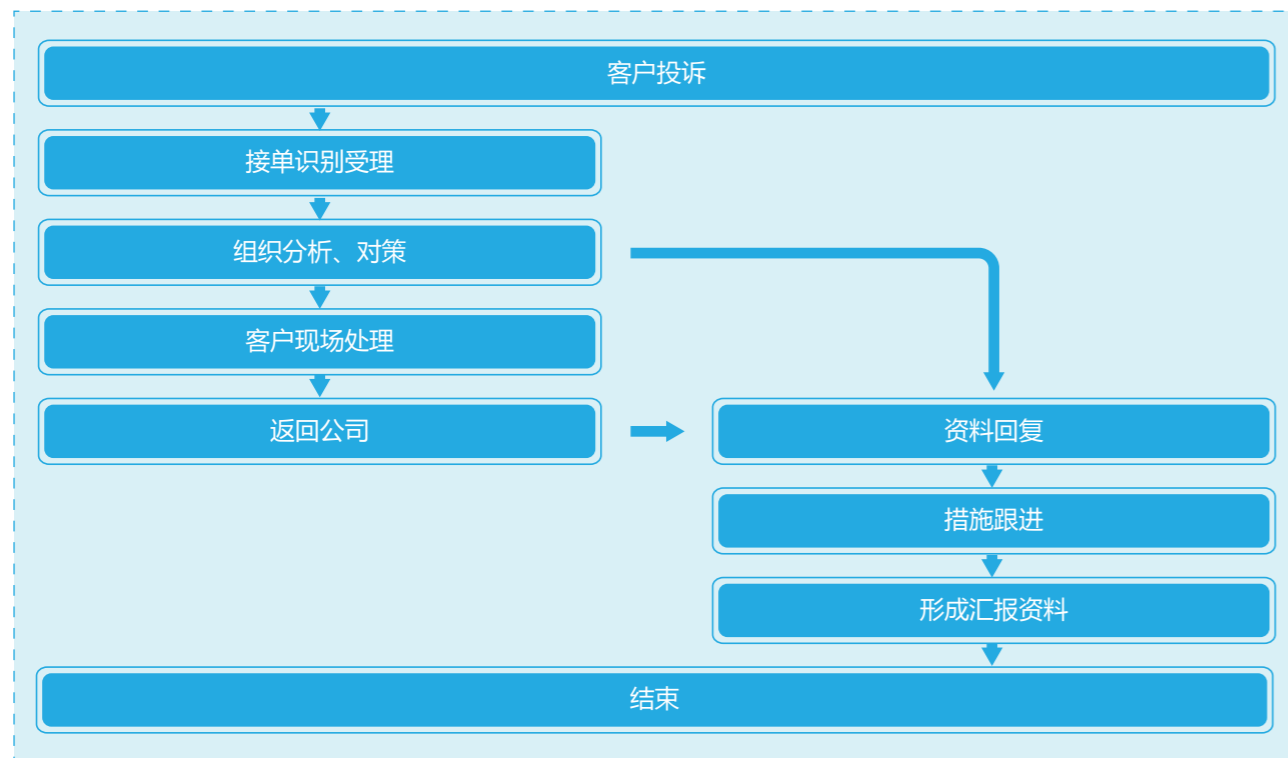 客户投诉
接单识别受理
组织分析、对策
客户现场处理
返回公司
资料回复
措施跟进
形成汇报资料
结束